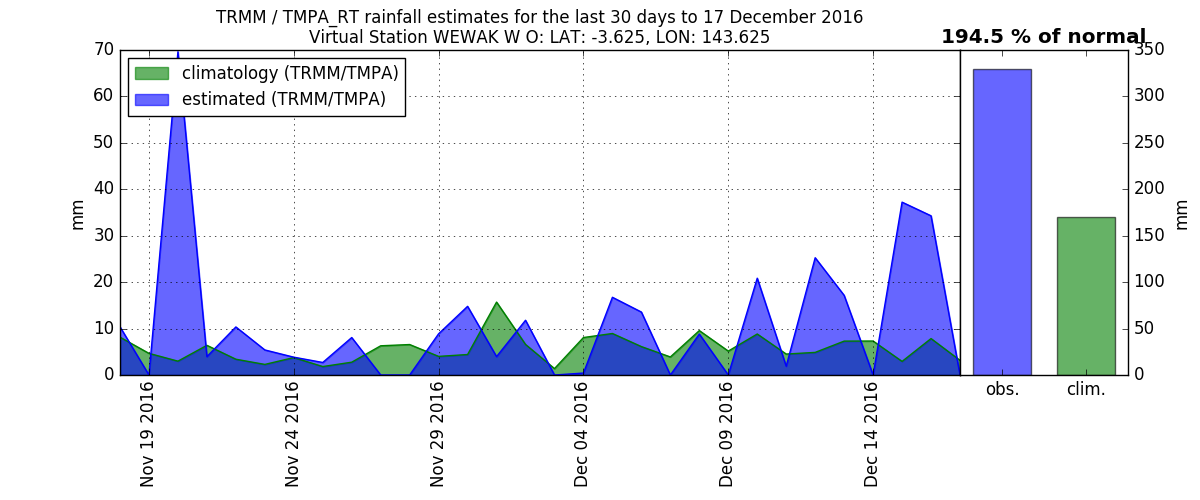 TRMM / TMPA_RT rainfall estimates for the last 30 days to 17 December 2016
Virtual Station WEWAK W O: LAT: -3.625, LON: 143.625
194.5 % of normal
climatology (TRMM/TMPA)
estimated (TRMM/TMPA)
70
60
50
40
30
20
10
0
mm
Nov 19 2016
Nov 24 2016
Nov 29 2016
Dec 04 2016
Dec 09 2016
Dec 14 2016
obs.
clim.
350
300
250
200
150
100
50
0
mm